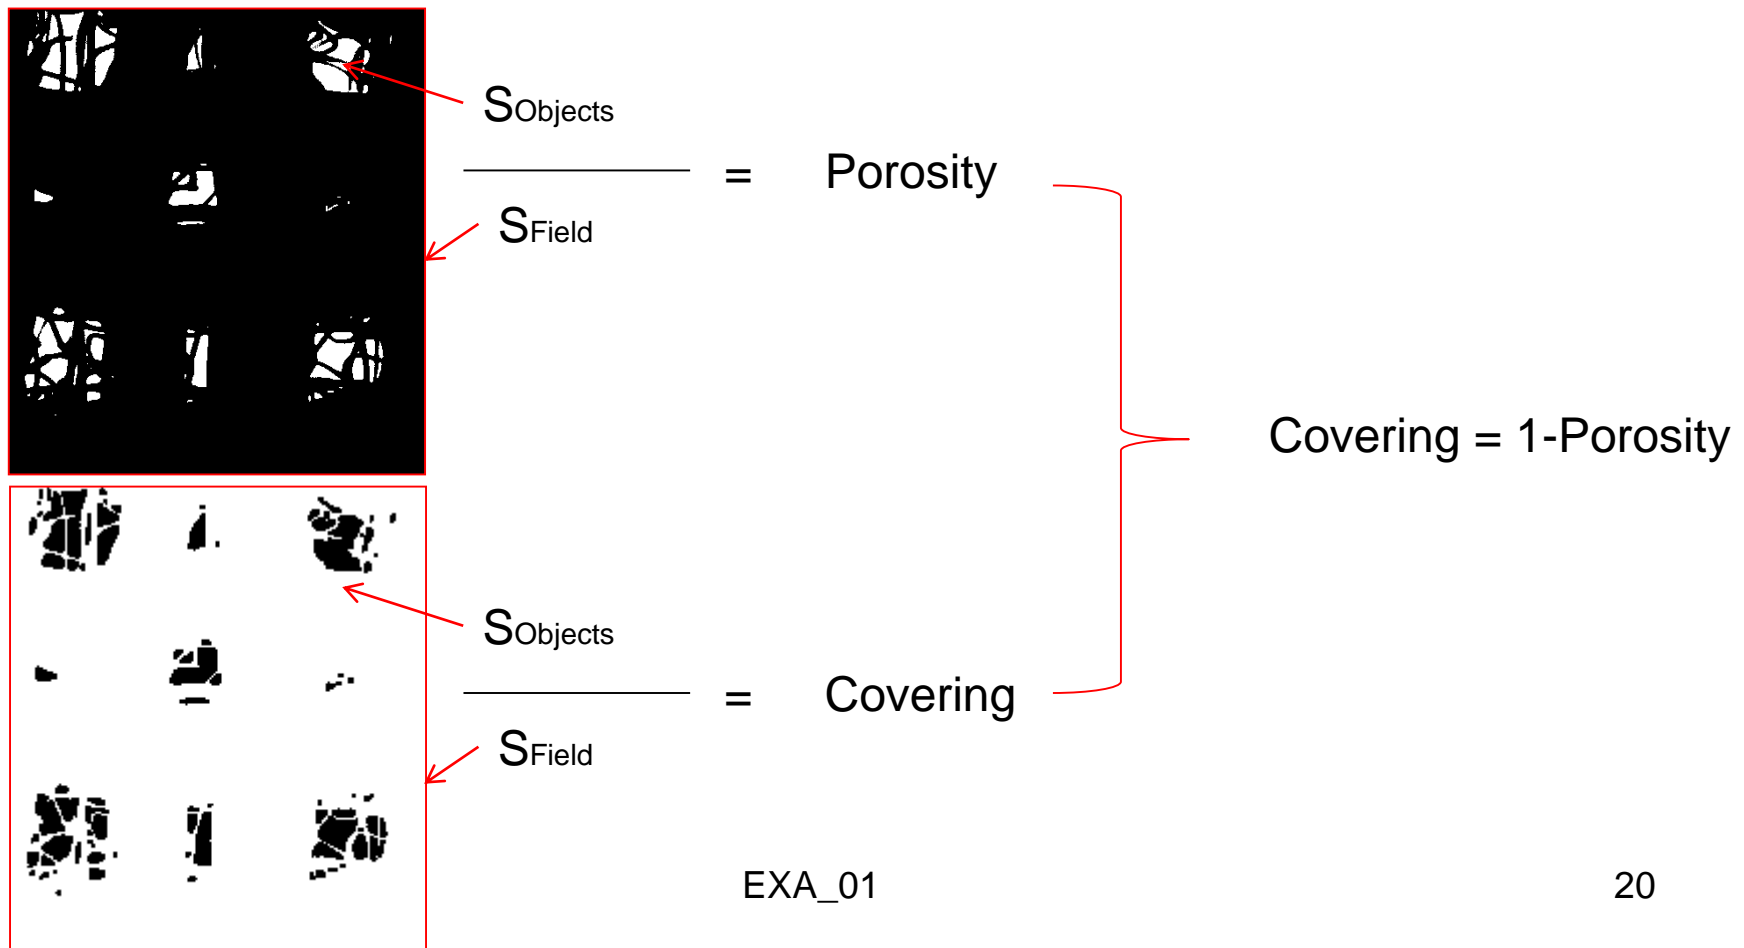 SObjects
= Porosity
SField
Covering = 1-Porosity
SObjects
= Covering
SField
EXA_01
20